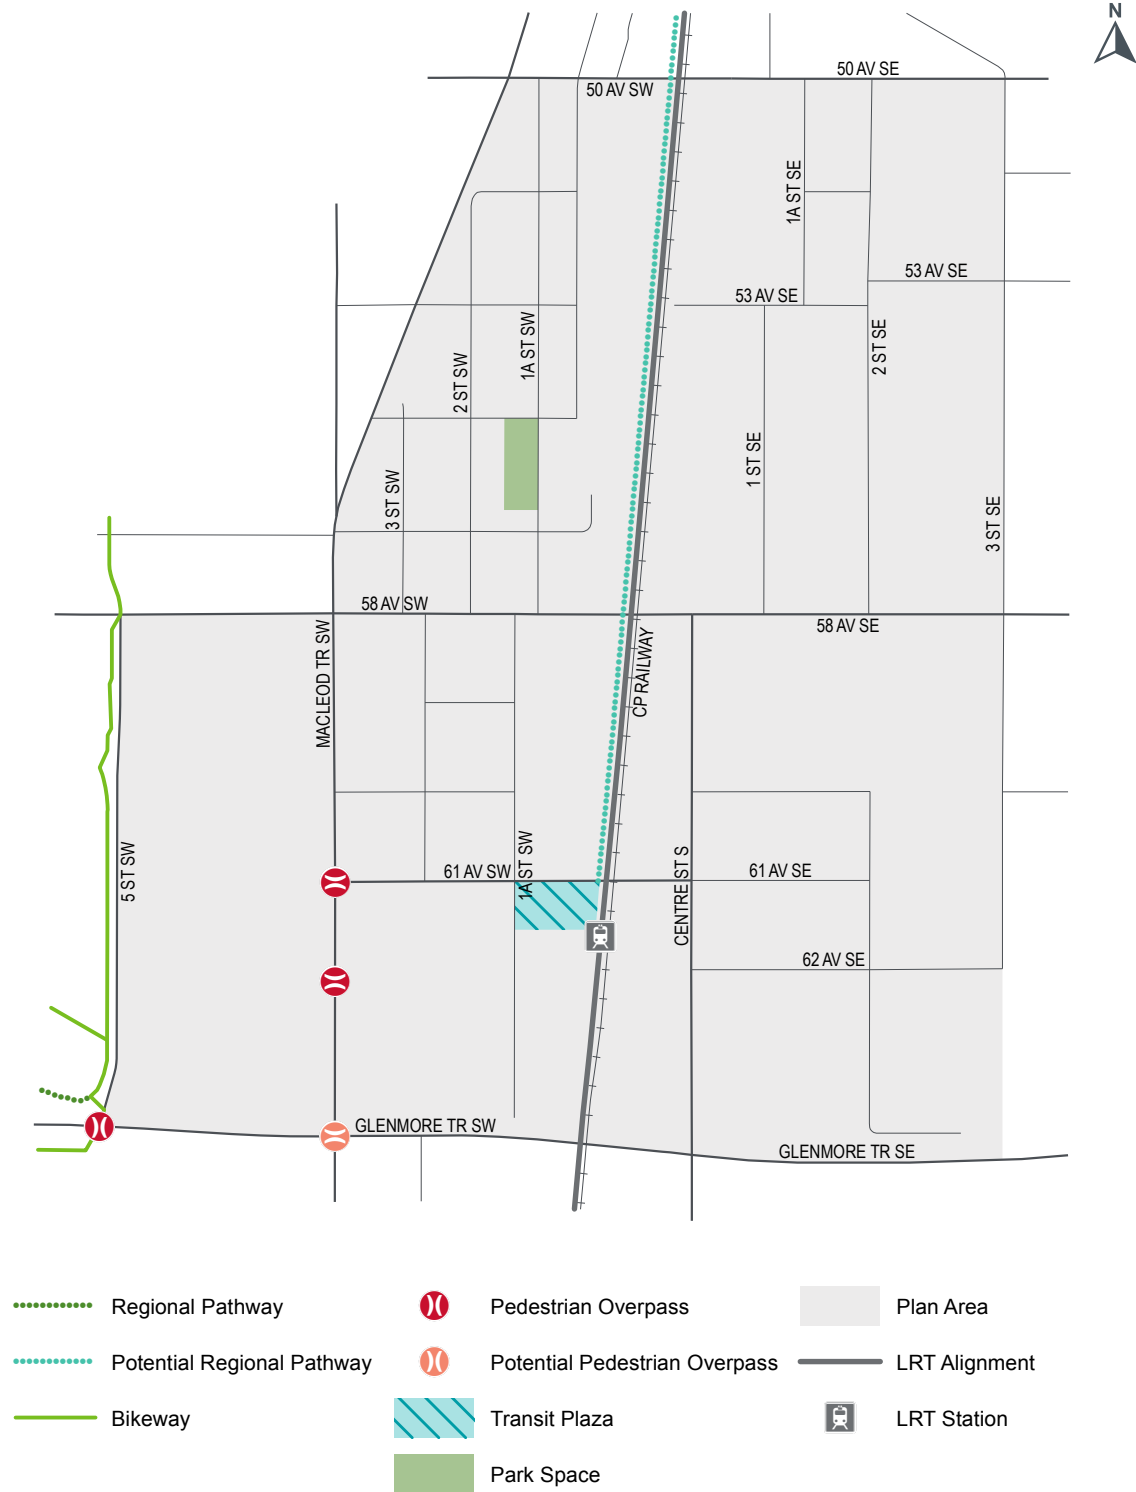 N
50 AV SE
50 AV SW
1A ST SE
53 AV SE
53 AV SE
1A ST SW
2 ST SW
2 ST SE
1 ST SE
3 ST SW
3 ST SE
58 AV SW
58 AV SE
MACLEOD TR SW
CP RAILWAY
5 ST SW
61 AV SW
1A ST SW
CENTRE ST S
61 AV SE
62 AV SE
GLENMORE TR SW
GLENMORE TR SE
Regional Pathway
Pedestrian Overpass
Plan Area
Potential Regional Pathway
Potential Pedestrian Overpass
LRT Alignment
Bikeway
Transit Plaza
LRT Station
Park Space